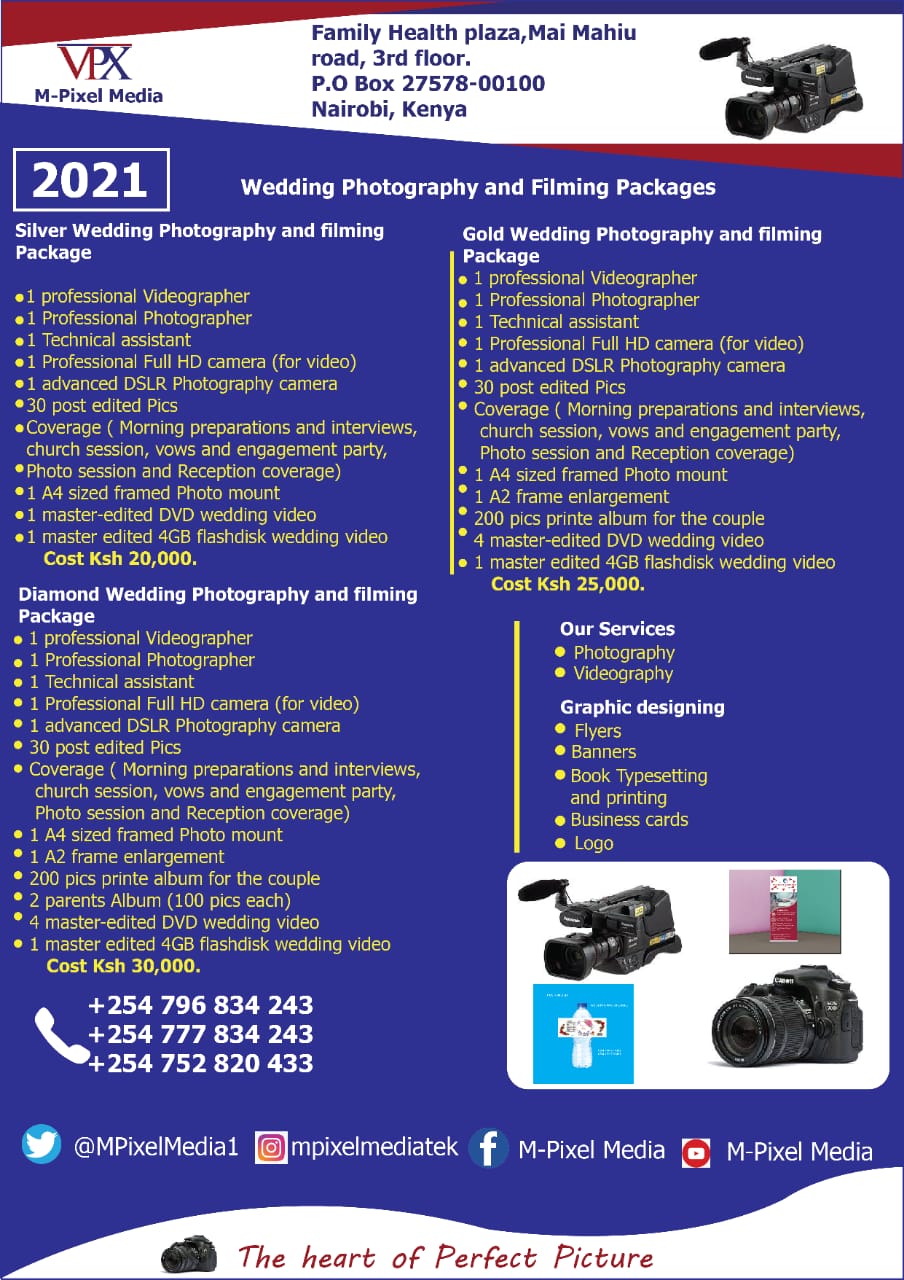 VPX
M-Pixel Media
Family Health plaza,Mai Mahiu
road, 3rd floor.
P.O Box 27578-00100
Nairobi, Kenya
2021
Wedding Photography and Filming Packages
Silver Wedding Photography and filming
Package
•1 professional Videographer
•1 Professional Photographer
•1 Technical assistant
•1 Professional Full HD camera (for video)
•1 advanced DSLR Photography camera
•30 post edited Pics
•Coverage ( Morning preparations and interviews,
church session, vows and engagement party,
•Photo session and Reception coverage)
•1 A4 sized framed Photo mount
•1 master-edited DVD wedding video
•1 master edited 4GB flashdisk wedding video
Cost Ksh 20,000.
Gold Wedding Photography and filming
Package
• 1 professional Videographer
• 1 Professional Photographer
• 1 Technical assistant
• 1 Professional Full HD camera (for video)
• 1 advanced DSLR Photography camera
• 30 post edited Pics
• Coverage ( Morning preparations and interviews,
church session, vows and engagement party,
Photo session and Reception coverage)
• 1 A4 sized framed Photo mount
• 1 A2 frame enlargement
• 200 pics printe album for the couple
• 4 master-edited DVD wedding video
• 1 master edited 4GB flashdisk wedding video
Cost Ksh 25,000.
Diamond Wedding Photography and filming
Package
• 1 professional Videographer
• 1 Professional Photographer
• 1 Technical assistant
• 1 Professional Full HD camera (for video)
• 1 advanced DSLR Photography camera
• 30 post edited Pics
• Coverage ( Morning preparations and interviews,
church session, vows and engagement party,
Photo session and Reception coverage)
• 1 A4 sized framed Photo mount
• 1 A2 frame enlargement
• 200 pics printe album for the couple
• 2 parents Album (100 pics each)
• 4 master-edited DVD wedding video
• 1 master edited 4GB flashdisk wedding video
Cost Ksh 30,000.
Our Services
• Photography
• Videography
Graphic designing
• Flyers
• Banners
• Book Typesetting
and printing
• Business cards
• Logo
Panasonic
Canon
+254 796 834 243
+254 777 834 243
+254 752 820 433
@MPixelMedia1
mpixelmediatek
M-Pixel Media
M-Pixel Media
The heart of Perfect Picture